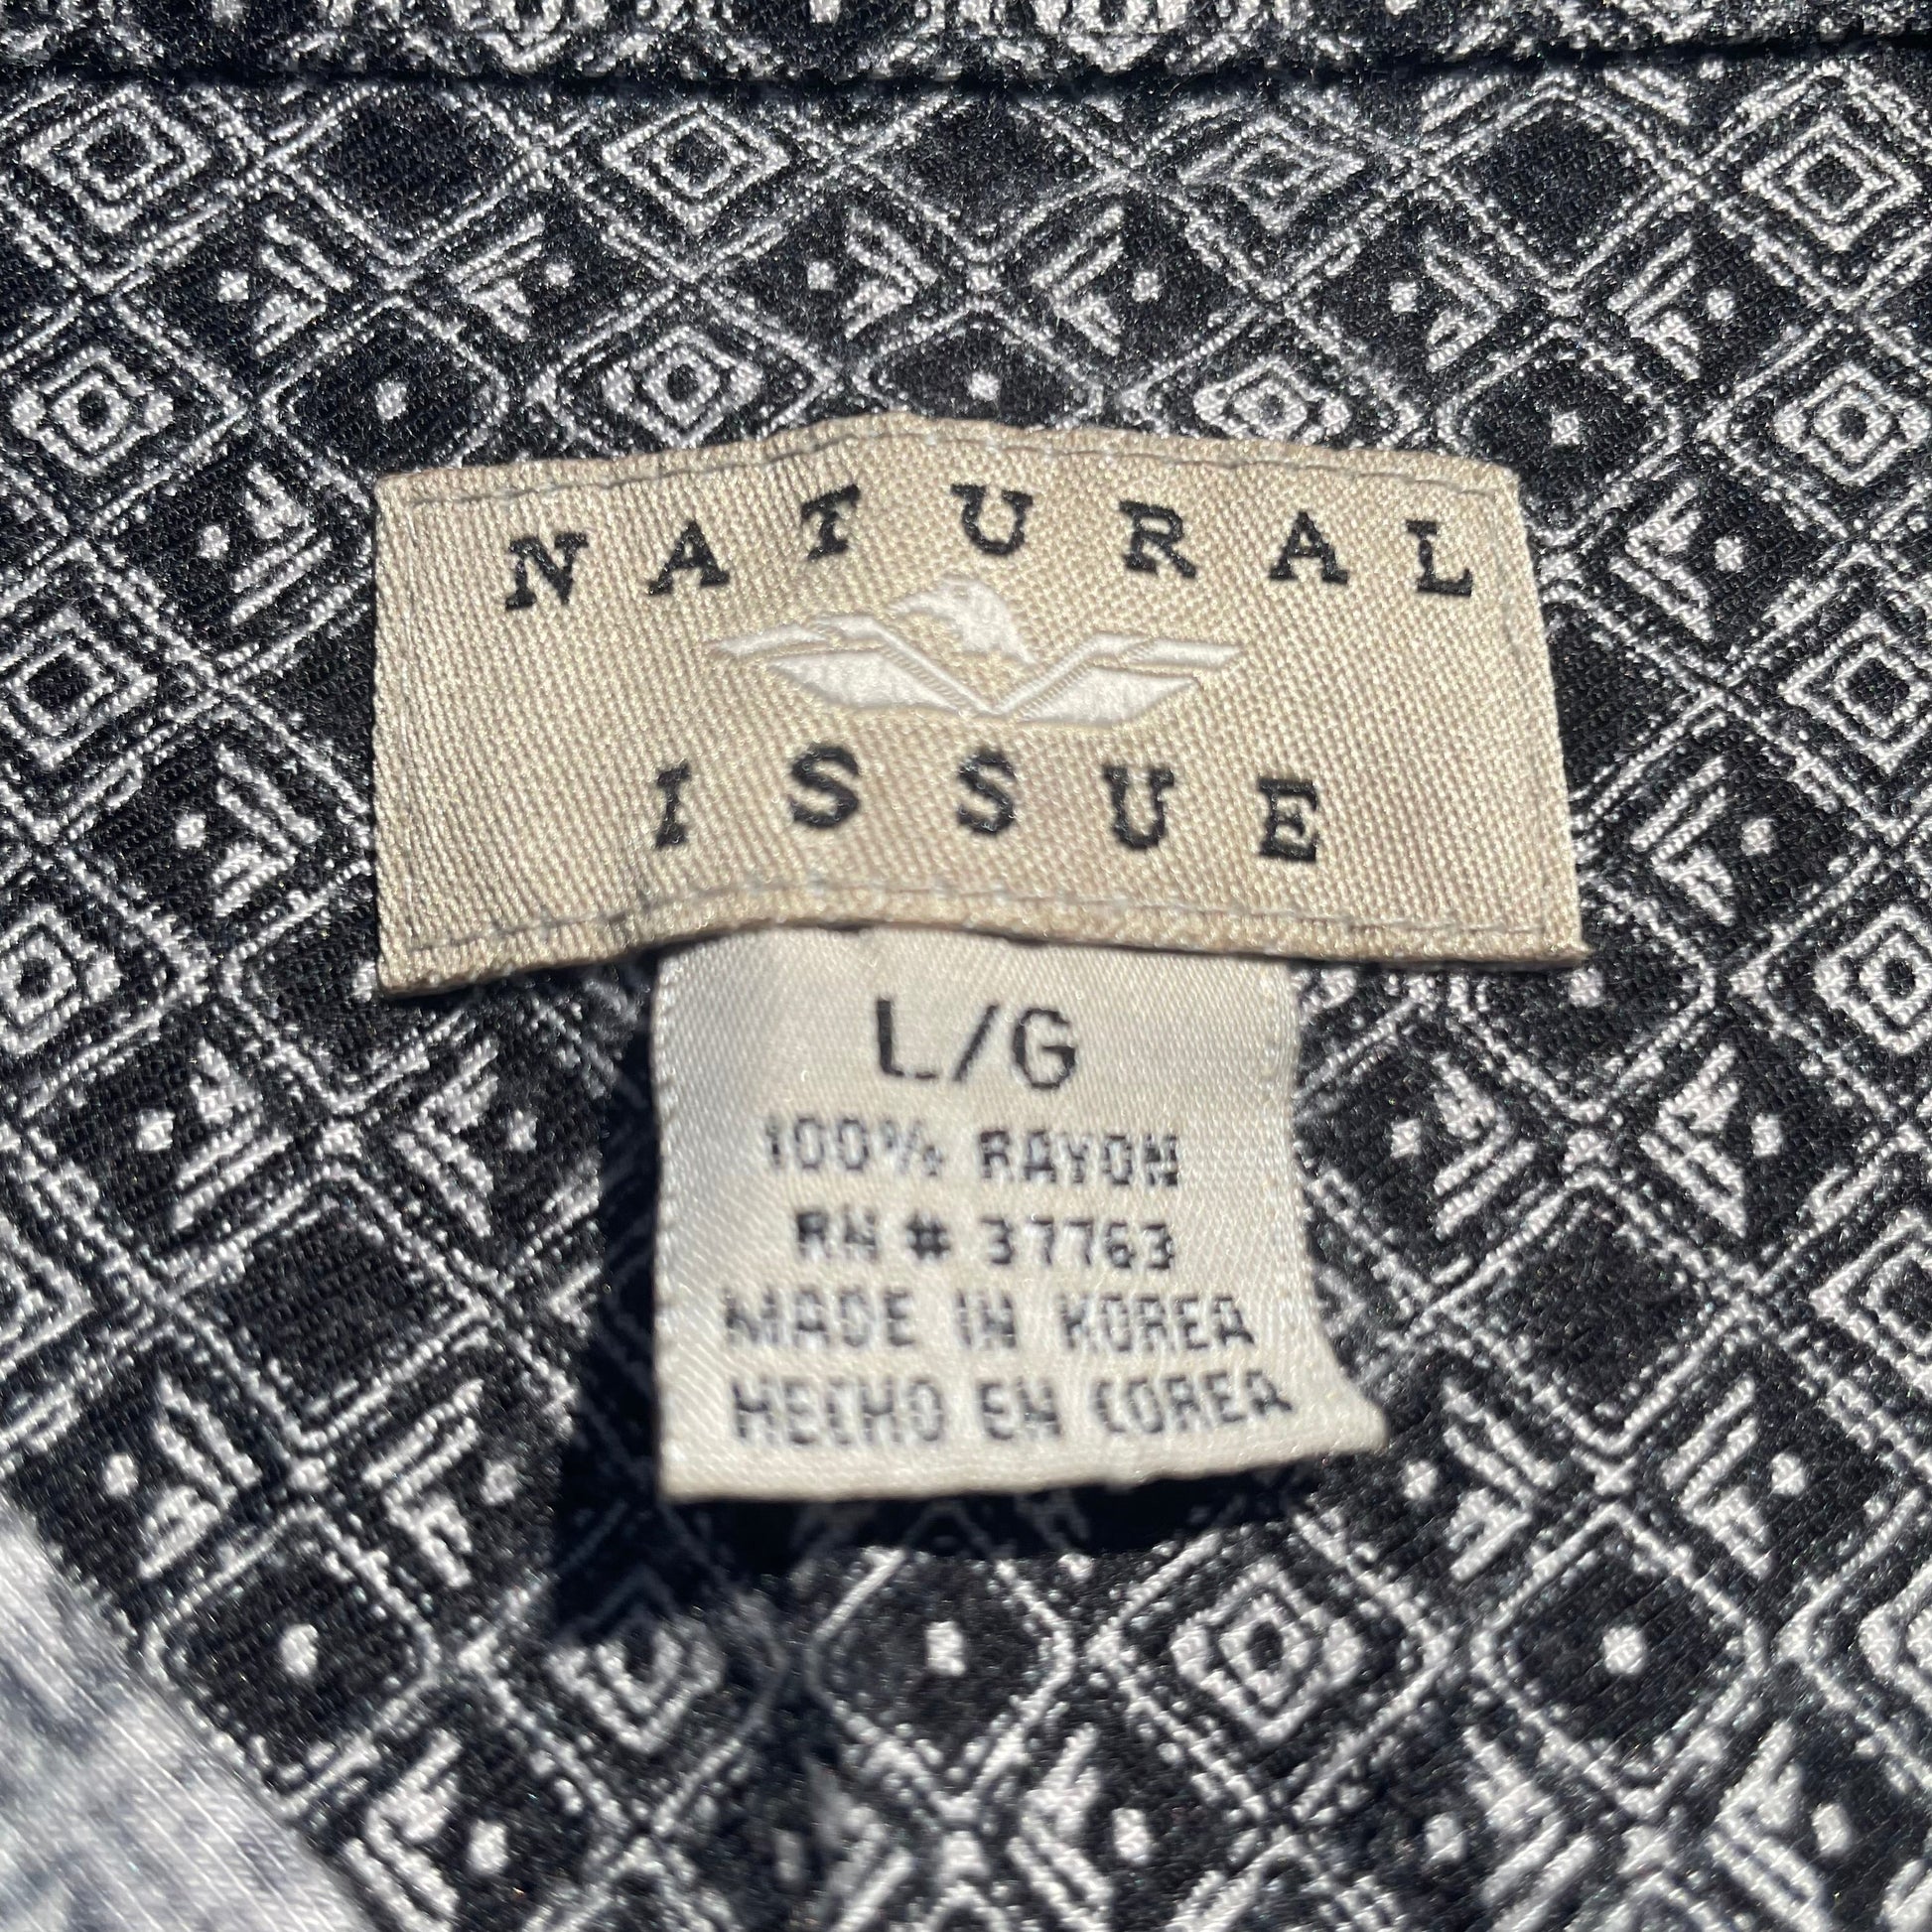 NATURAL
ISSUE
L/G
100% RAYON
RN # 37763
MADE IN KOREA
HECHO EN COREA